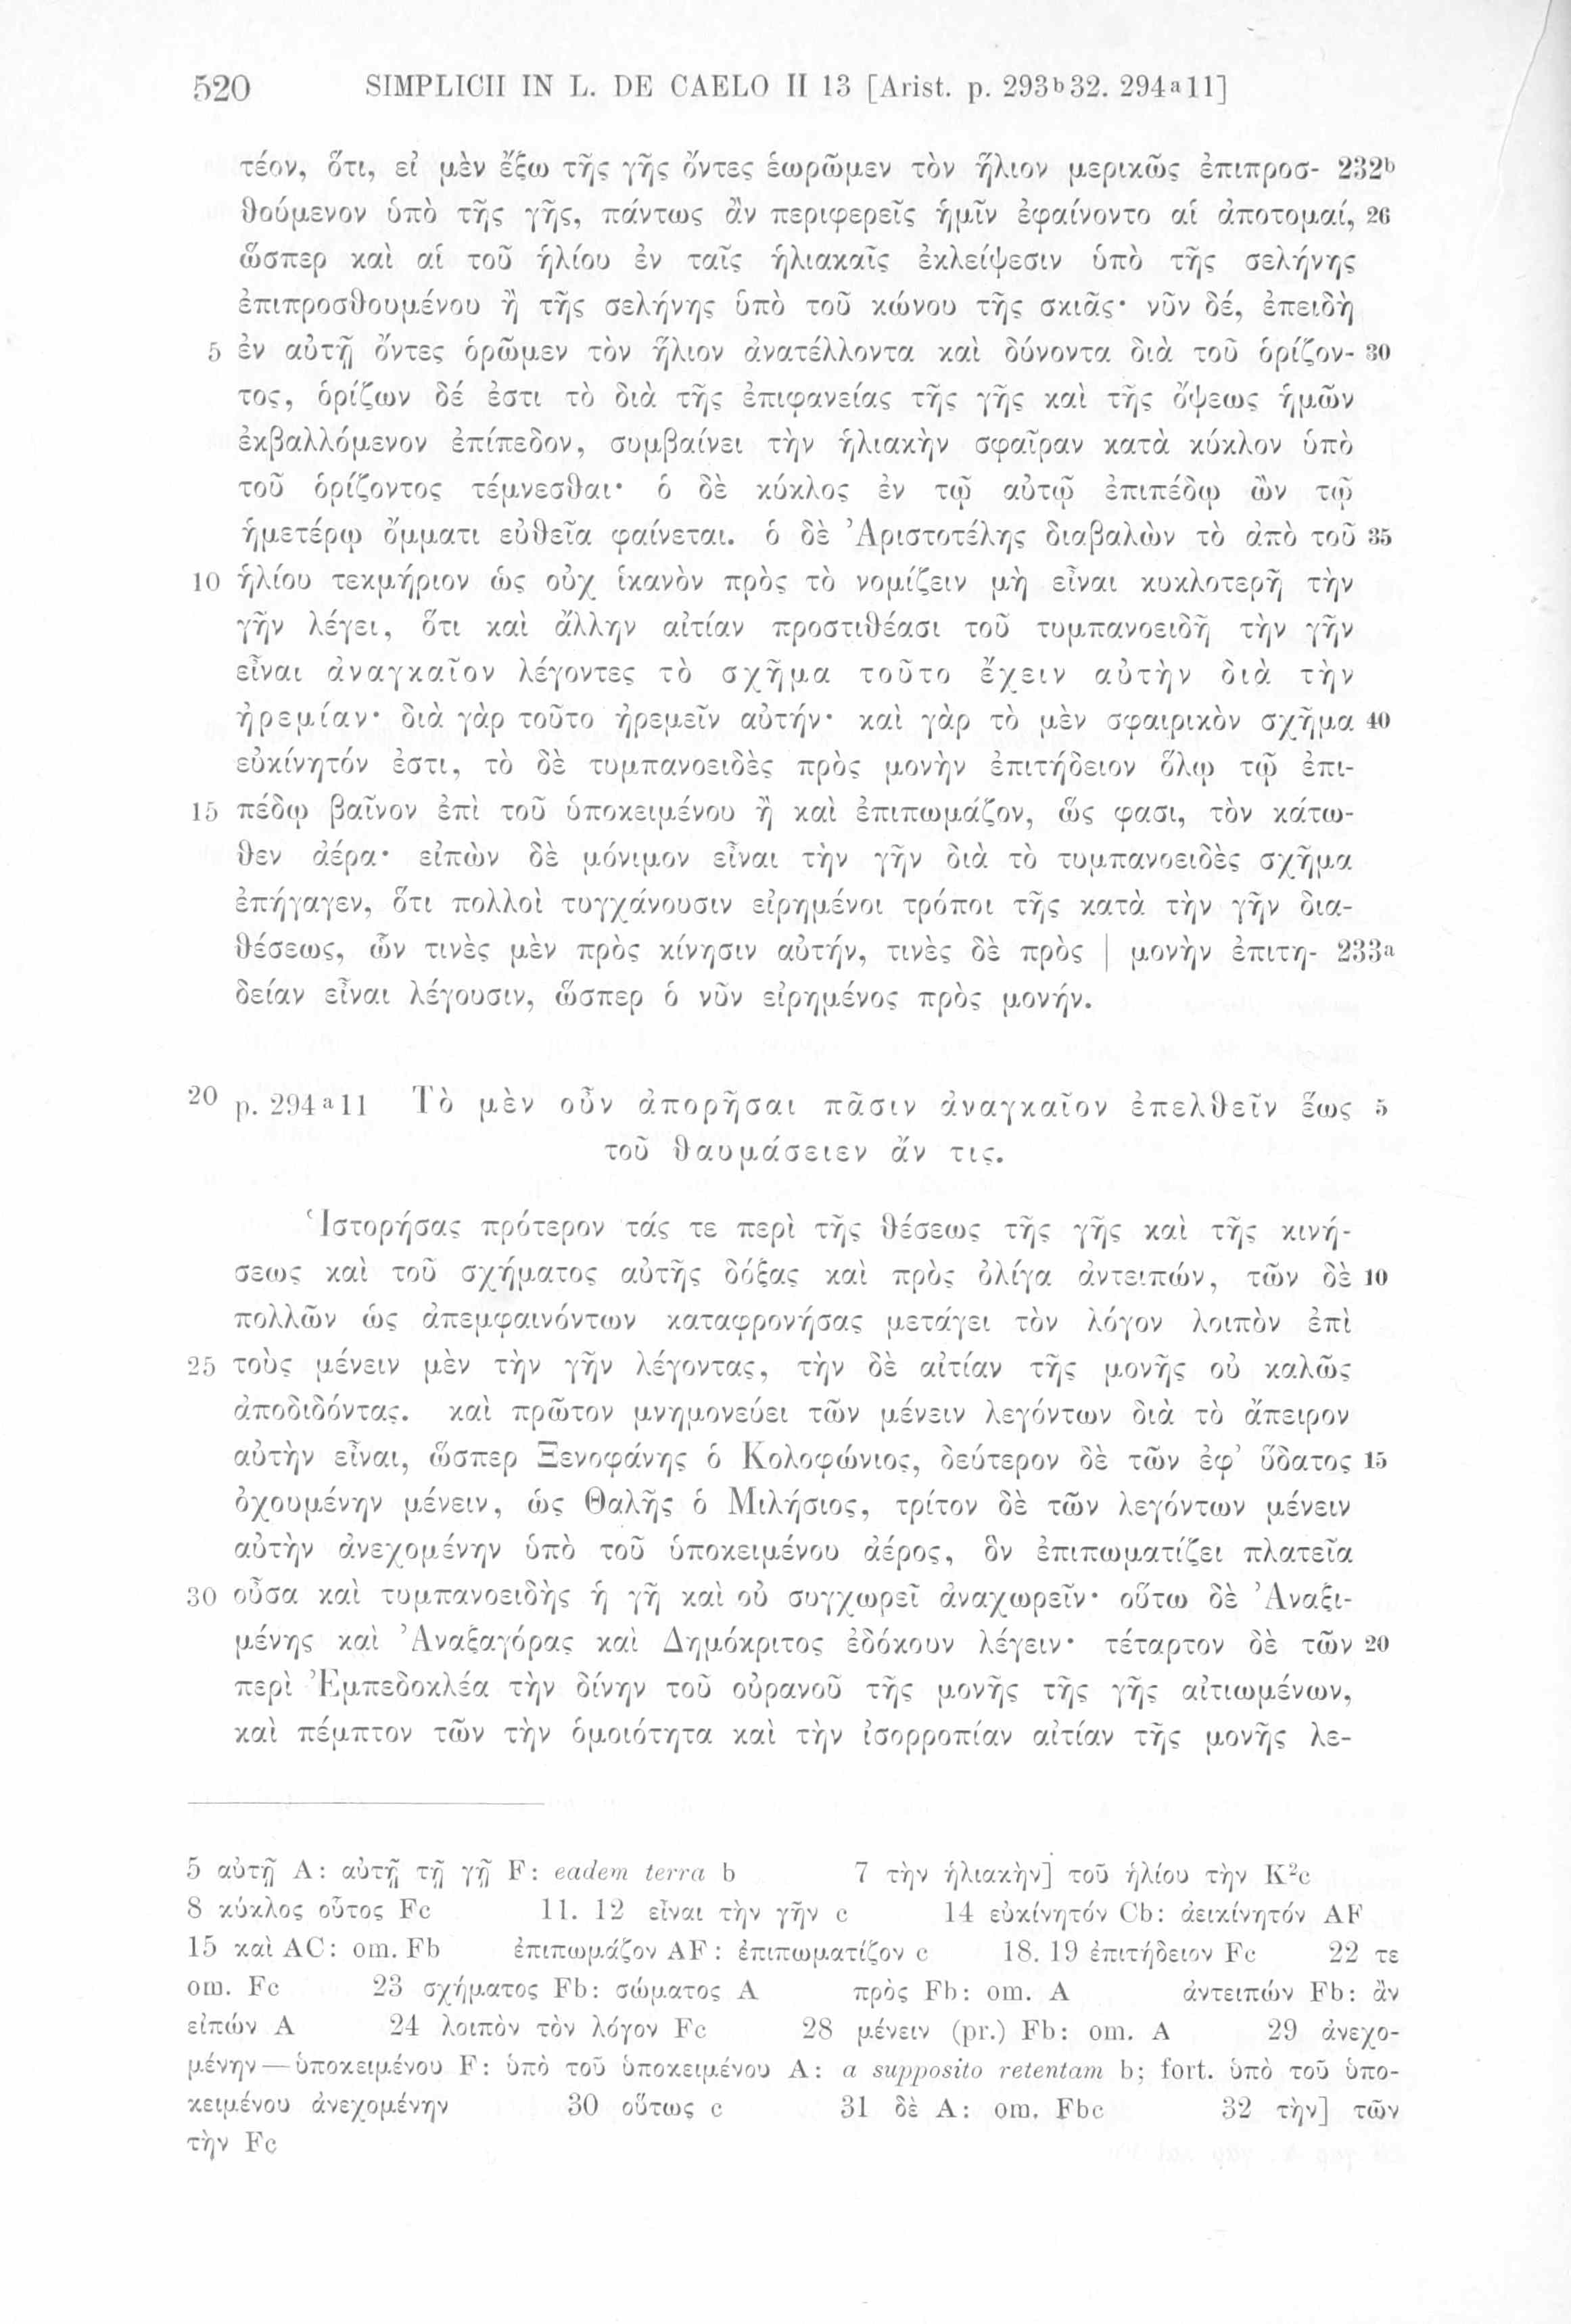 520 SIMPLICII IN L. DE CAELO II 13 [Arist. p. 293b32. 294a11]
τέον, ὅτι, εἰ μὲν ἔξω τῆς γῆς ὄντες ἑωρῶμεν τὸν ἥλιον μερικῶς ἐπιπροσ- 232b
θούμενον ὑπὸ τῆς γῆς, πάντως ἂν περιφερεῖς ἡμῖν ἐφαίνοντο αἱ ἀποτομαί, 26
ὥσπερ καὶ αἱ τοῦ ἡλίου ἐν ταῖς ἡλιακαῖς ἐκλείψεσιν ὑπὸ τῆς σελήνης
ἐπιπροσθουμένου ἢ τῆς σελήνης ὑπὸ τοῦ κώνου τῆς σκιᾶς· νῦν δέ, ἐπειδὴ
5 ἐν αὐτῇ ὄντες ὁρῶμεν τὸν ἥλιον ἀνατέλλοντα καὶ δύνοντα διὰ τοῦ ὁρίζον- 30
τος, ὁρίζων δέ ἐστι τὸ διὰ τῆς ἐπιφανείας τῆς γῆς καὶ τῆς ὄψεως ἡμῶν
ἐκβαλλόμενον ἐπίπεδον, συμβαίνει τὴν ἡλιακὴν σφαῖραν κατὰ κύκλον ὑπὸ
τοῦ ὁρίζοντος τέμνεσθαι· ὁ δὲ κύκλος ἐν τῷ αὐτῷ ἐπιπέδῳ ὢν τῷ
ἡμετέρῳ ὄμματι εὐθεῖα φαίνεται. ὁ δὲ Ἀριστοτέλης διαβαλὼν τὸ ἀπὸ τοῦ 35
10 ἡλίου τεκμήριον ὡς οὐχ ἱκανὸν πρὸς τὸ νομίζειν μὴ εἶναι κυκλοτερῆ τὴν
γῆν λέγει, ὅτι καὶ ἄλλην αἰτίαν προστιθέασι τοῦ τυμπανοειδῆ τὴν γῆν
εἶναι ἀναγκαῖον λέγοντες τὸ σχῆμα τοῦτο ἔχειν αὐτὴν διὰ τὴν
ἠρεμίαν· διὰ γὰρ τοῦτο ἠρεμεῖν αὐτήν· καὶ γὰρ τὸ μὲν σφαιρικὸν σχῆμα 40
εὐκίνητόν ἐστι, τὸ δὲ τυμπανοειδὲς πρὸς μονὴν ἐπιτήδειον ὅλῳ τῷ ἐπι-
15 πέδῳ βαῖνον ἐπὶ τοῦ ὑποκειμένου ἢ καὶ ἐπιπωμάζον, ὥς φασι, τὸν κάτω-
θεν ἀέρα· εἰπὼν δὲ μόνιμον εἶναι τὴν γῆν διὰ τὸ τυμπανοειδὲς σχῆμα
ἐπήγαγεν, ὅτι πολλοὶ τυγχάνουσιν εἰρημένοι τρόποι τῆς κατὰ τὴν γῆν δια-
θέσεως, ὧν τινὲς μὲν πρὸς κίνησιν αὐτήν, τινὲς δὲ πρὸς | μονὴν ἐπιτη- 233a
δείαν εἶναι λέγουσιν, ὥσπερ ὁ νῦν εἰρημένος πρὸς μονήν.
20 p. 294a11 Τὸ μὲν οὖν ἀπορῆσαι πᾶσιν ἀναγκαῖον ἐπελθεῖν ἕως 5
τοῦ θαυμάσειεν ἄν τις.
Ἱστορήσας πρότερον τάς τε περὶ τῆς θέσεως τῆς γῆς καὶ τῆς κινή-
σεως καὶ τοῦ σχήματος αὐτῆς δόξας καὶ πρὸς ὀλίγα ἀντειπών, τῶν δὲ 10
πολλῶν ὡς ἀπεμφαινόντων καταφρονήσας μετάγει τὸν λόγον λοιπὸν ἐπὶ
25 τοὺς μένειν μὲν τὴν γῆν λέγοντας, τὴν δὲ αἰτίαν τῆς μονῆς οὐ καλῶς
ἀποδιδόντας. καὶ πρῶτον μνημονεύει τῶν μένειν λεγόντων διὰ τὸ ἄπειρον
αὐτὴν εἶναι, ὥσπερ Ξενοφάνης ὁ Κολοφώνιος, δεύτερον δὲ τῶν ἐφ’ ὕδατος 15
ὀχουμένην μένειν, ὡς Θαλῆς ὁ Μιλήσιος, τρίτον δὲ τῶν λεγόντων μένειν
αὐτὴν ἀνεχομένην ὑπὸ τοῦ ὑποκειμένου ἀέρος, ὃν ἐπιπωματίζει πλατεῖα
30 οὖσα καὶ τυμπανοειδὴς ἡ γῆ καὶ οὐ συγχωρεῖ ἀναχωρεῖν· οὕτω δὲ Ἀναξι-
μένης καὶ Ἀναξαγόρας καὶ Δημόκριτος ἐδόκουν λέγειν· τέταρτον δὲ τῶν 20
περὶ Ἐμπεδοκλέα τὴν δίνην τοῦ οὐρανοῦ τῆς μονῆς τῆς γῆς αἰτιωμένων,
καὶ πέμπτον τῶν τὴν ὁμοιότητα καὶ τὴν ἰσορροπίαν αἰτίαν τῆς μονῆς λε-
5 αὐτῇ A: αὐτῇ τῇ γῇ F: eadem terra b 7 τὴν ἡλιακὴν] τοῦ ἡλίου τὴν K²c
8 κύκλος οὗτος Fc 11. 12 εἶναι τὴν γῆν c 14 εὐκίνητόν Cb: ἀεικίνητόν AF
15 καὶ AC: om. Fb ἐπιπωμάζον AF: ἐπιπωματίζον c 18. 19 ἐπιτήδειον Fc 22 τε
om. Fc 23 σχήματος Fb: σώματος A πρὸς Fb: om. A ἀντειπών Fb: ἂν
εἰπών A 24 λοιπὸν τὸν λόγον Fc 28 μένειν (pr.) Fb: om. A 29 ἀνεχο-
μένην—ὑποκειμένου F: ὑπὸ τοῦ ὑποκειμένου A: a supposito retentam b; fort. ὑπὸ τοῦ ὑπο-
κειμένου ἀνεχομένην 30 οὕτως c 31 δὲ A: om. Fbc 32 τὴν] τῶν
τὴν Fc